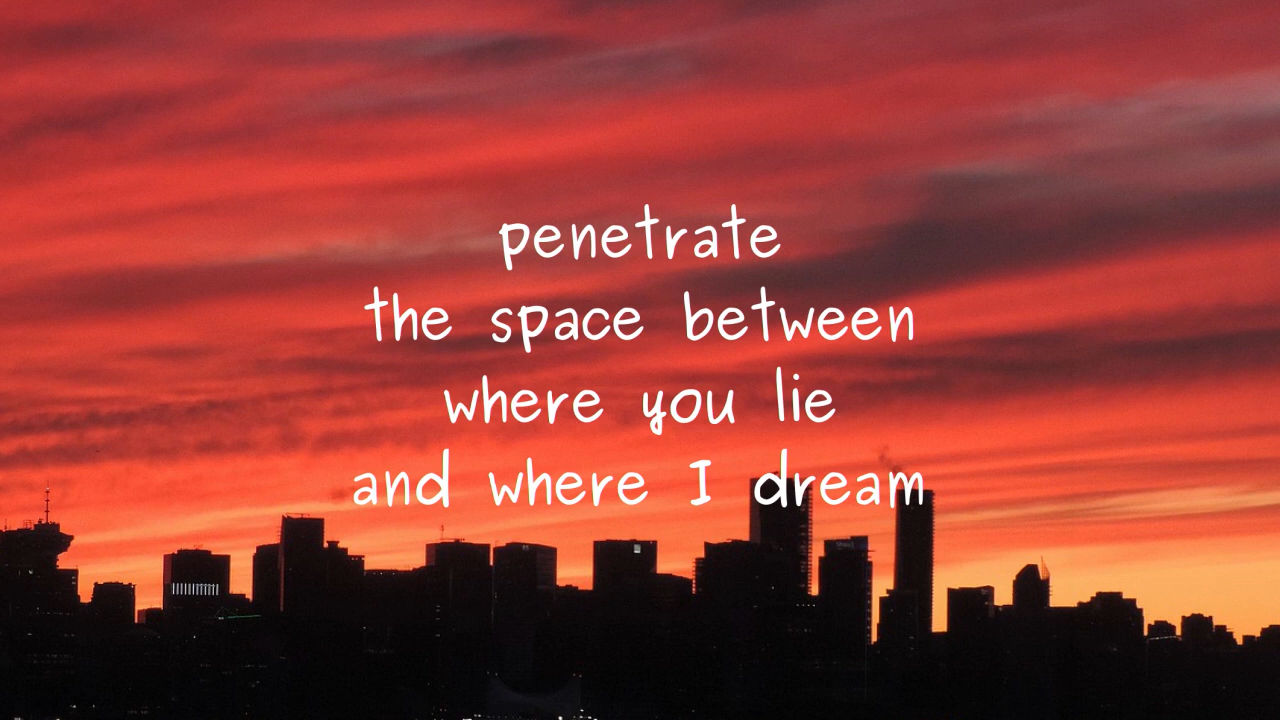 penetrate
the space between
where you lie
and where I dream